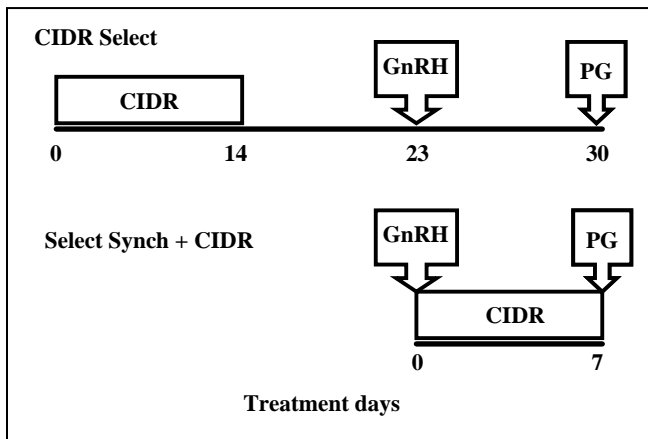 CIDR Select
GnRH PG
CIDR
0 14 23 30
Select Synch + CIDR
GnRH PG
CIDR
0 7
Treatment days